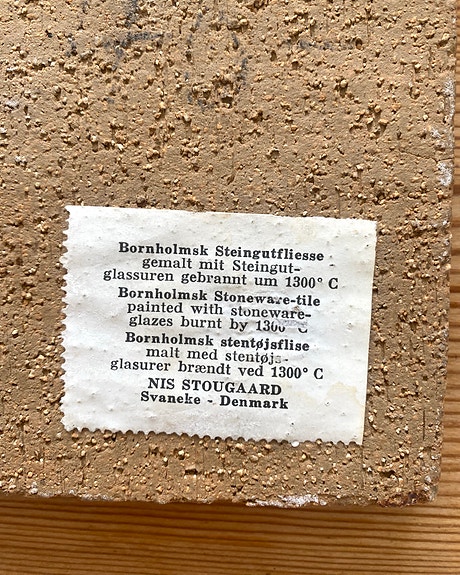 Bornholmsk Steingutfliesse
gemalt mit Steingut-
glassuren gebrannt um 1300° C
Bornholmsk Stoneware-tile
painted with stoneware-
glazes burnt by 1300 C
Bornholmsk stentøjsflise
malt med stentøjs-
glasurer brændt ved 1300° C
NIS STOUGAARD
Svaneke - Denmark